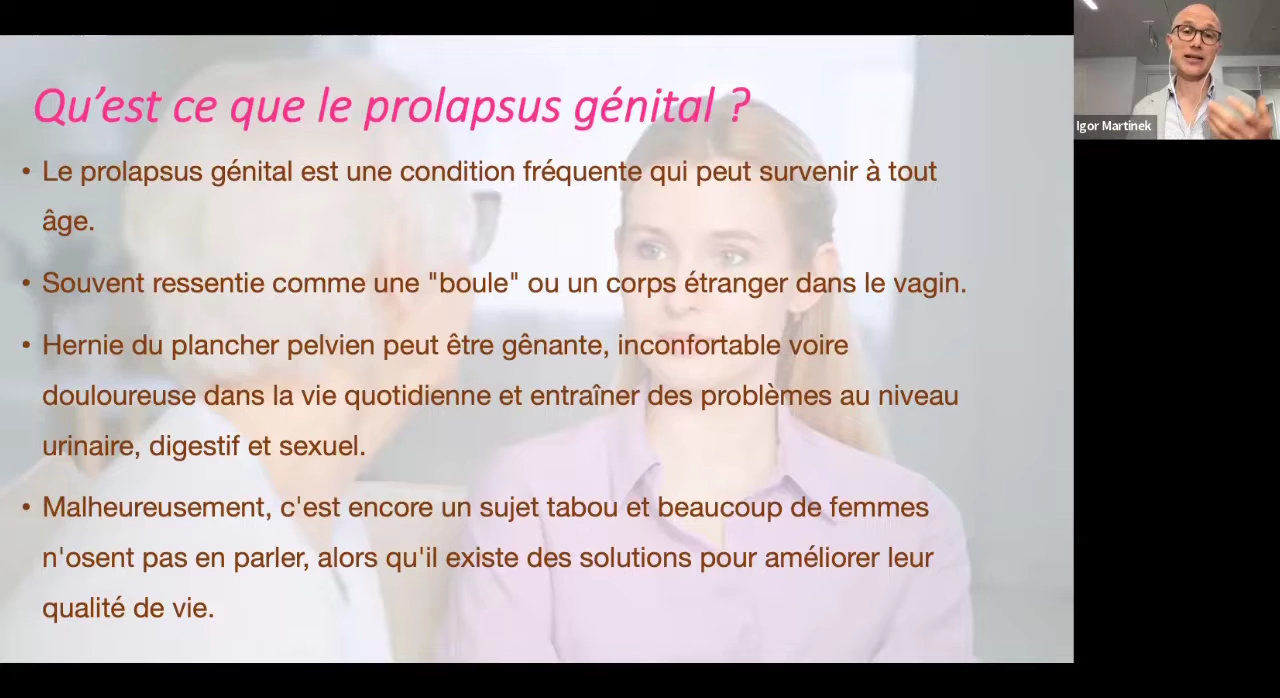 Qu’est ce que le prolapsus génital ?
• Le prolapsus génital est une condition fréquente qui peut survenir à tout
âge.
• Souvent ressentie comme une "boule" ou un corps étranger dans le vagin.
• Hernie du plancher pelvien peut être gênante, inconfortable voire
douloureuse dans la vie quotidienne et entraîner des problèmes au niveau
urinaire, digestif et sexuel.
• Malheureusement, c'est encore un sujet tabou et beaucoup de femmes
n'osent pas en parler, alors qu'il existe des solutions pour améliorer leur
qualité de vie.
Igor Martinek